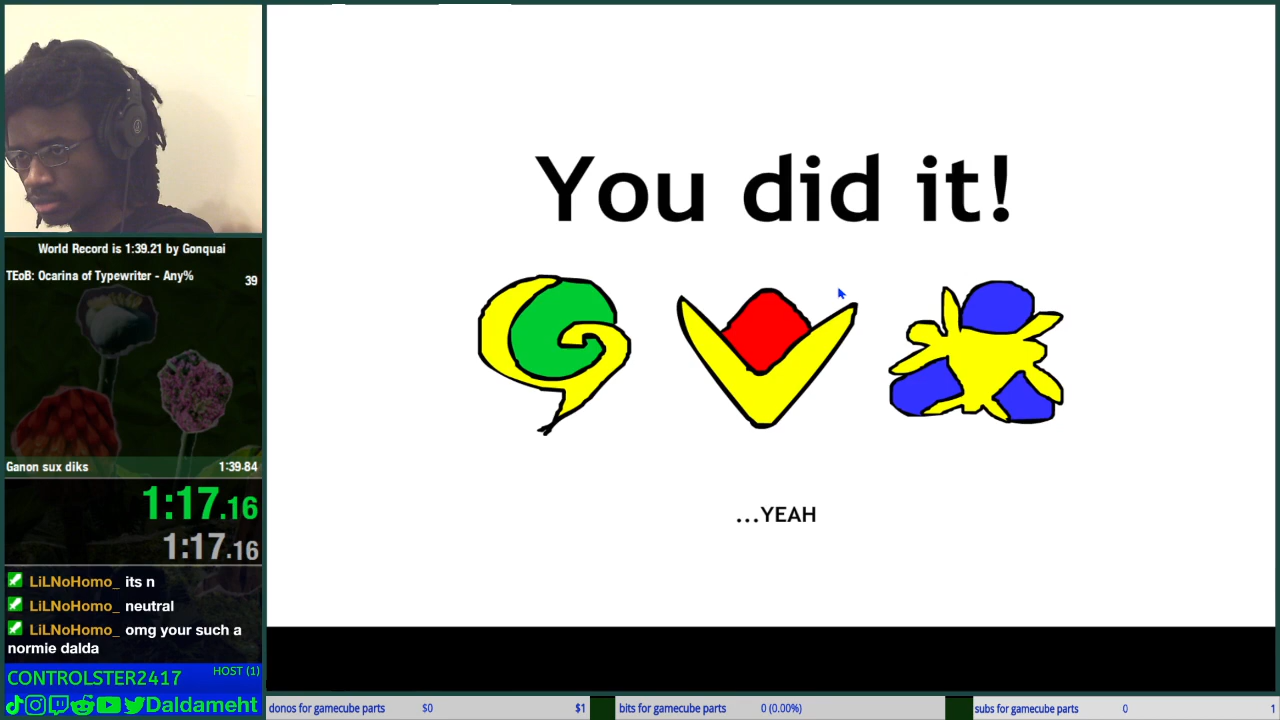 You did it!
...YEAH
World Record is 1:39.21 by Gonquai
TEoB: Ocarina of Typewriter - Any% 39
Ganon sux diks 1:39.84
1:17.16
1:17.16
LiLNoHomo_ its n
LiLNoHomo_ neutral
LiLNoHomo_ omg your such a
normie dalda
CONTROLSTER2417 HOST (1)
Daldameht
donos for gamecube parts $0 $1
bits for gamecube parts 0 (0.00%)
subs for gamecube parts 0 1